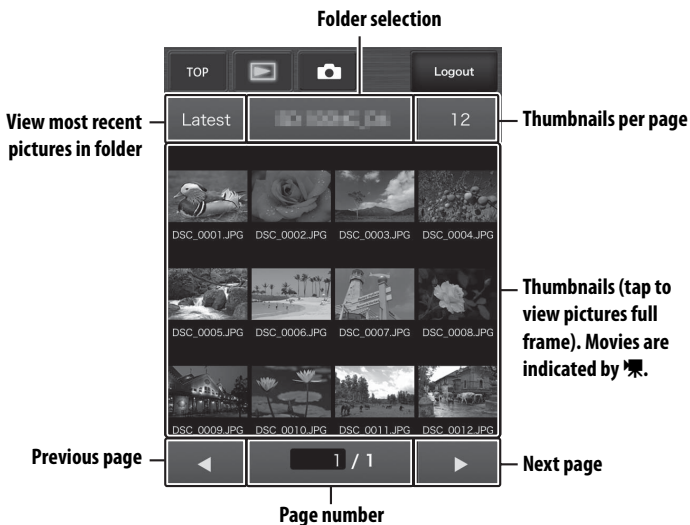 Folder selection
TOP
Logout
View most recent
pictures in folder
Latest
12
Thumbnails per page
DSC_0001.JPG DSC_0002.JPG DSC_0003.JPG DSC_0004.JPG
DSC_0005.JPG DSC_0006.JPG DSC_0007.JPG DSC_0008.JPG
Thumbnails (tap to
view pictures full
frame). Movies are
indicated by .
DSC_0009.JPG DSC_0010.JPG DSC_0011.JPG DSC_0012.JPG
Previous page
1 / 1
Next page
Page number